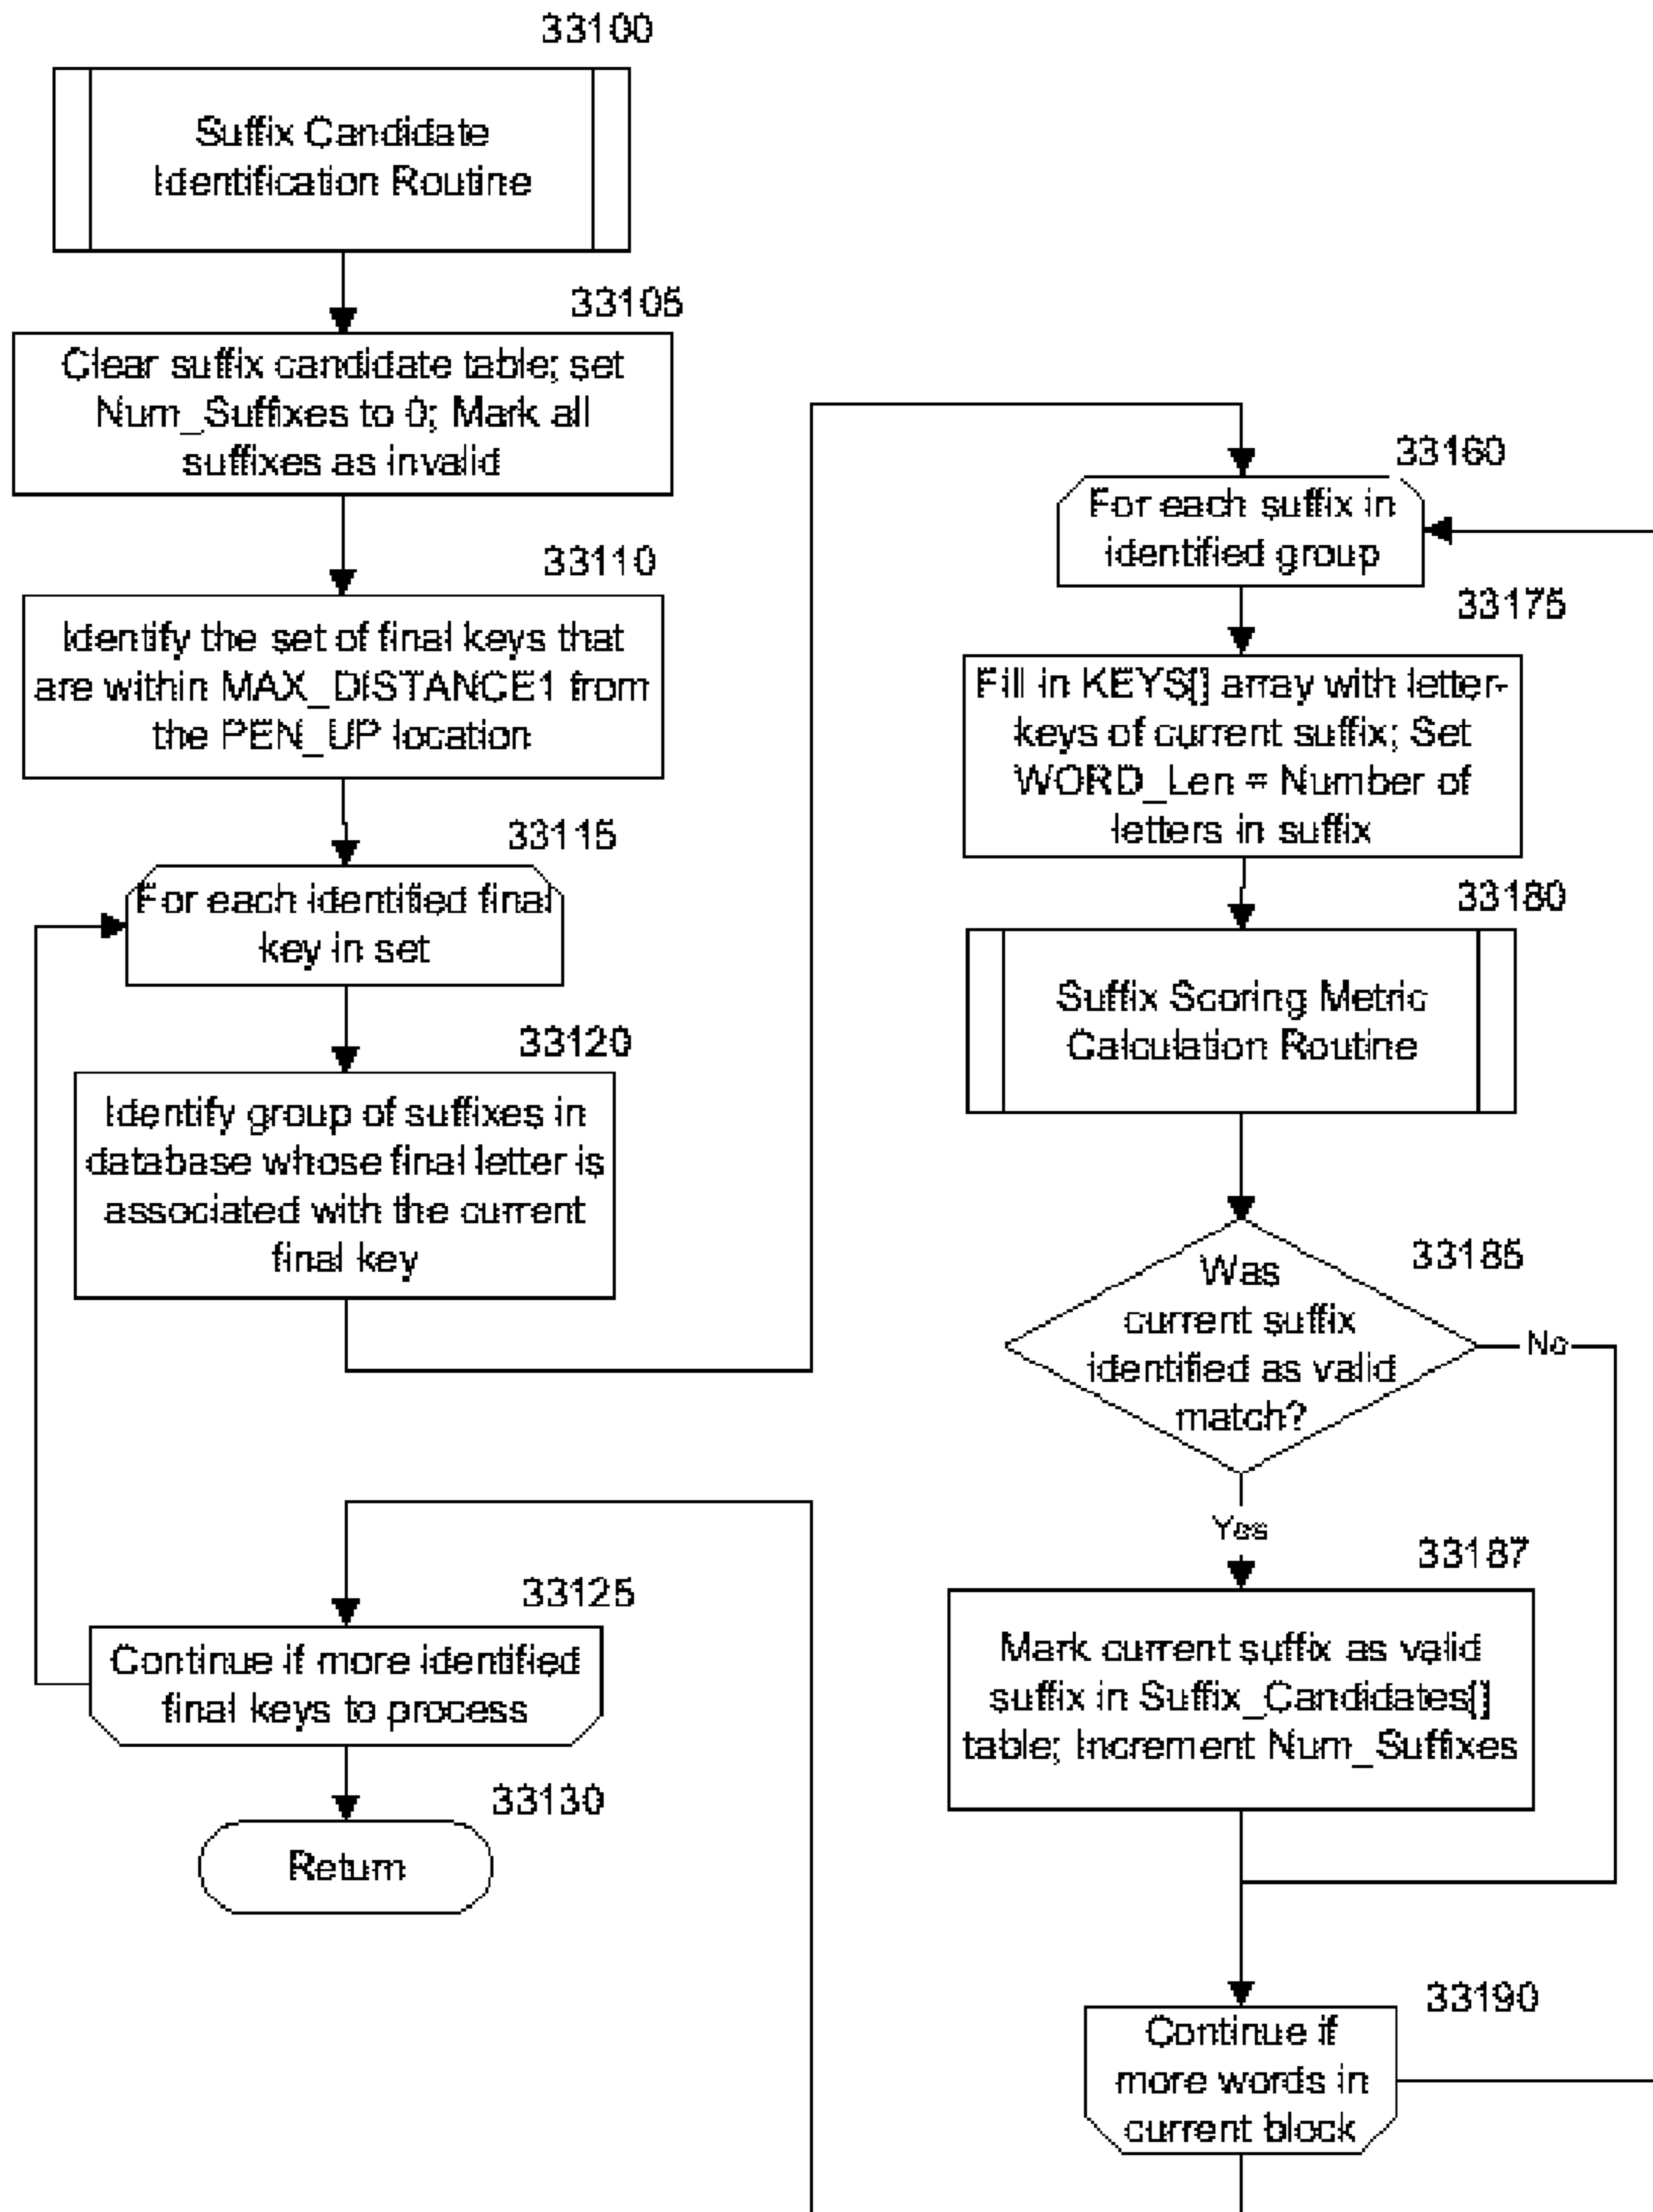 33100
Suffix Candidate
Identification Routine
33105
Clear suffix candidate table; set
Num_Suffixes to 0; Mark all
suffixes as invalid
33110
Identify the set of final keys that
are within MAX_DISTANCE1 from
the PEN_UP location
33115
For each identified final
key in set
33120
Identify group of suffixes in
database whose final letter is
associated with the current
final key
33125
Continue if more identified
final keys to process
33130
Return
33160
For each suffix in
identified group
33175
Fill in KEYS[] array with letter-
keys of current suffix; Set
WORD_Len = Number of
letters in suffix
33180
Suffix Scoring Metric
Calculation Routine
33185
Was
current suffix
identified as valid
match?
No
Yes
33187
Mark current suffix as valid
suffix in Suffix_Candidates[]
table; Increment Num_Suffixes
33190
Continue if
more words in
current block